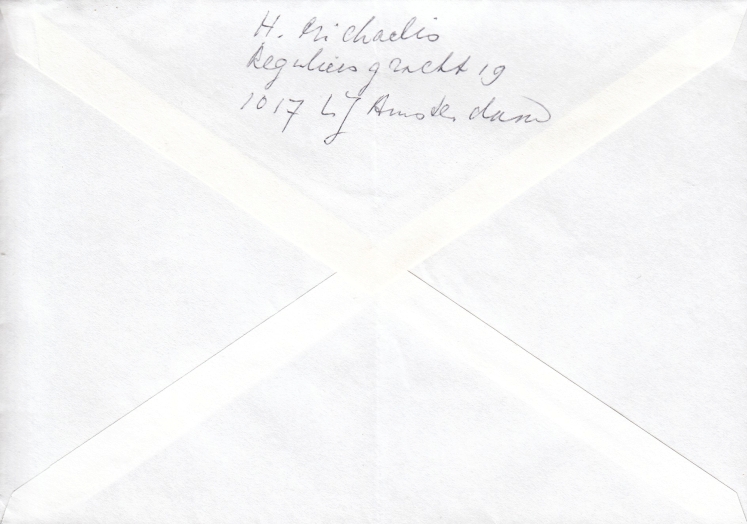 H. Michaelis
Reguliersgracht 19
1017 LJ Amsterdam